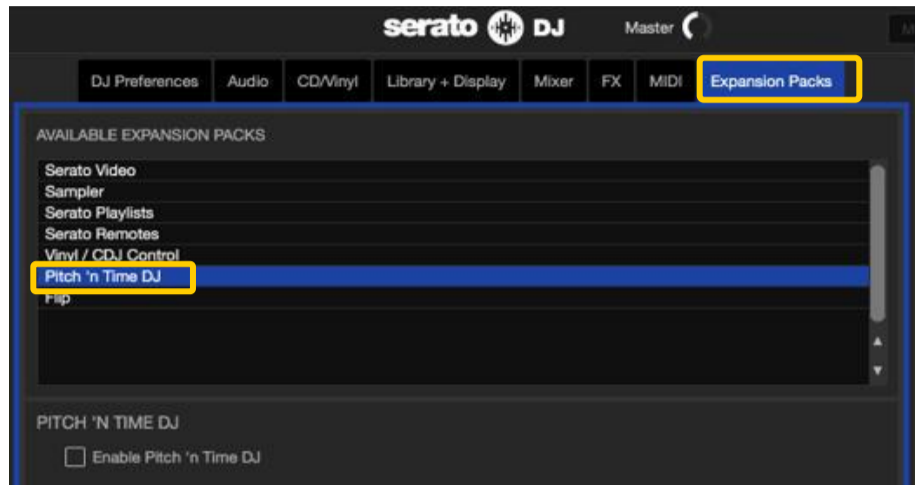 serato DJ Master
DJ Preferences Audio CD/Vinyl Library + Display Mixer FX MIDI Expansion Packs
AVAILABLE EXPANSION PACKS
Serato Video
Sampler
Serato Playlists
Serato Remotes
Vinyl / CDJ Control
Pitch 'n Time DJ
Flip
PITCH 'N TIME DJ
Enable Pitch 'n Time DJ